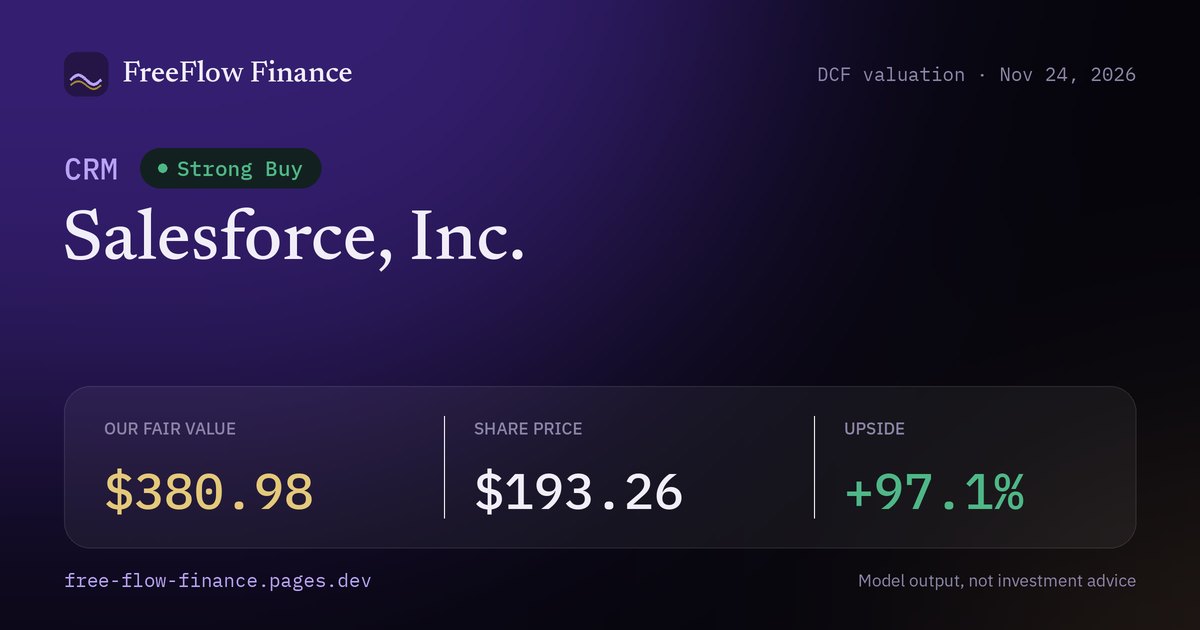 FreeFlow Finance
DCF valuation · Nov 24, 2026
CRM
Strong Buy
Salesforce, Inc.
OUR FAIR VALUE
$380.98
SHARE PRICE
$193.26
UPSIDE
+97.1%
free-flow-finance.pages.dev
Model output, not investment advice